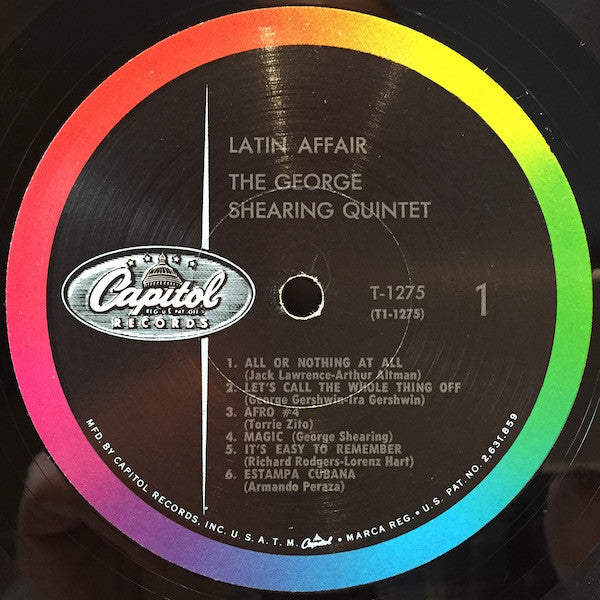 LATIN AFFAIR
THE GEORGE
SHEARING QUINTET
Capitol
REG. U.S. PAT. OFF.
RECORDS
T-1275
(T1-1275)
1
1. ALL OR NOTHING AT ALL
(Jack Lawrence-Arthur Altman)
2. LET'S CALL THE WHOLE THING OFF
(George Gershwin-Ira Gershwin)
3. AFRO #4
(Torrie Zito)
4. MAGIC (George Shearing)
5. IT'S EASY TO REMEMBER
(Richard Rodgers-Lorenz Hart)
6. ESTAMPA CUBANA
(Armando Peraza)
MFD. BY CAPITOL RECORDS, INC. U.S.A. T.M. Capitol • MARCA REG. • U.S. PAT. NO. 2,631,859